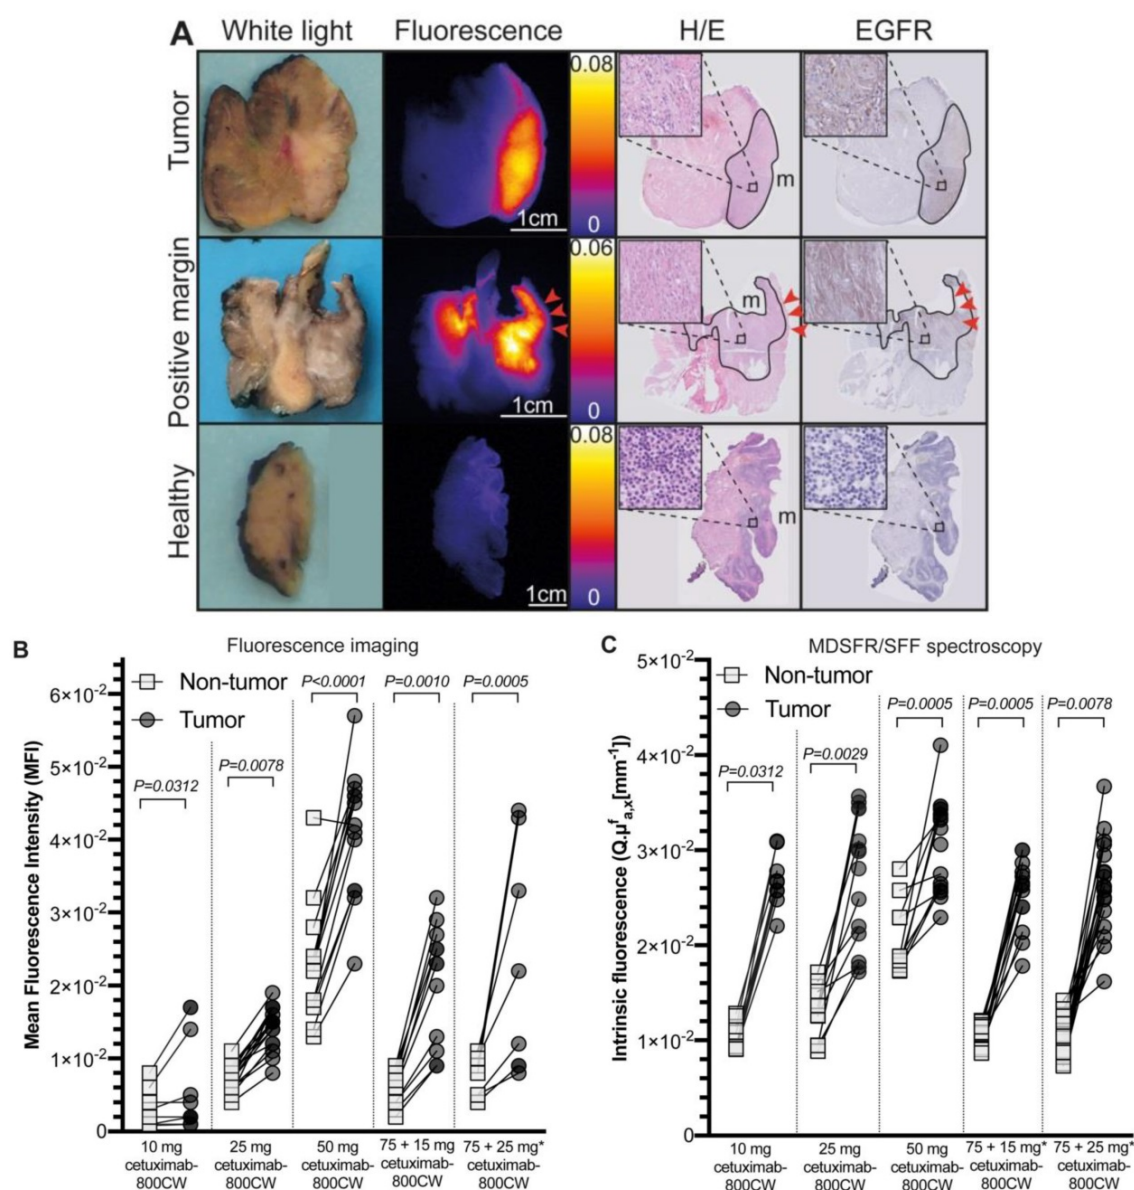 A
White light
Fluorescence
H/E
EGFR
Tumor
0.08
m
1cm
0
Positive margin
0.06
m
1cm
0
Healthy
0.08
m
1cm
0
B
Fluorescence imaging
Mean Fluorescence Intensity (MFI)
6×10⁻²
5×10⁻²
4×10⁻²
3×10⁻²
2×10⁻²
1×10⁻²
0
Non-tumor
Tumor
P=0.0312
P=0.0078
P<0.0001
P=0.0010
P=0.0005
10 mg
cetuximab-
800CW
25 mg
cetuximab-
800CW
50 mg
cetuximab-
800CW
75 + 15 mg
cetuximab-
800CW
75 + 25 mg*
cetuximab-
800CW
C
MDSFR/SFF spectroscopy
Intrinsic fluorescence (Q.μᶠa,x[mm⁻¹])
5×10⁻²
4×10⁻²
3×10⁻²
2×10⁻²
1×10⁻²
0
Non-tumor
Tumor
P=0.0312
P=0.0029
P=0.0005
P=0.0005
P=0.0078
10 mg
cetuximab-
800CW
25 mg
cetuximab-
800CW
50 mg
cetuximab-
800CW
75 + 15 mg*
cetuximab-
800CW
75 + 25 mg*
cetuximab-
800CW